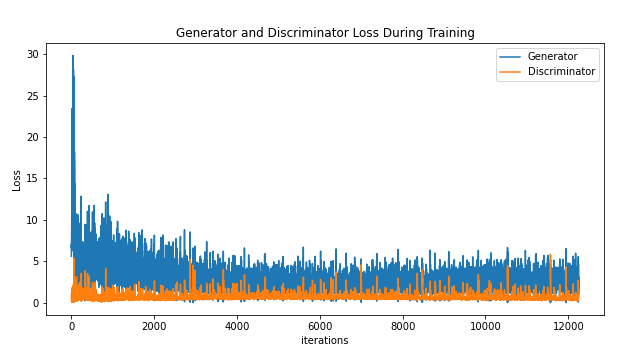 Generator and Discriminator Loss During Training
Generator
Discriminator
Loss
30
25
20
15
10
5
0
0 2000 4000 6000 8000 10000 12000
iterations